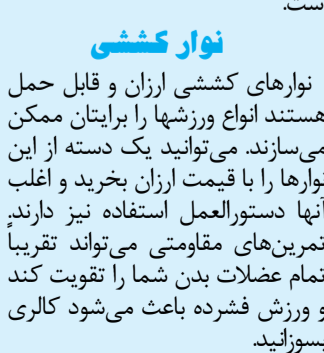 ست.
نوار کششی
نوارهای کششی ارزان و قابل حمل
هستند انواع ورزشها را برایتان ممکن
می‌سازند. می‌توانید یک دسته از این
نوارها را با قیمت ارزان بخرید و اغلب
آنها دستورالعمل استفاده نیز دارند.
تمرین‌های مقاومتی می‌تواند تقریباً
تمام عضلات بدن شما را تقویت کند
و ورزش فشرده باعث می‌شود کالری
بسوزانید.